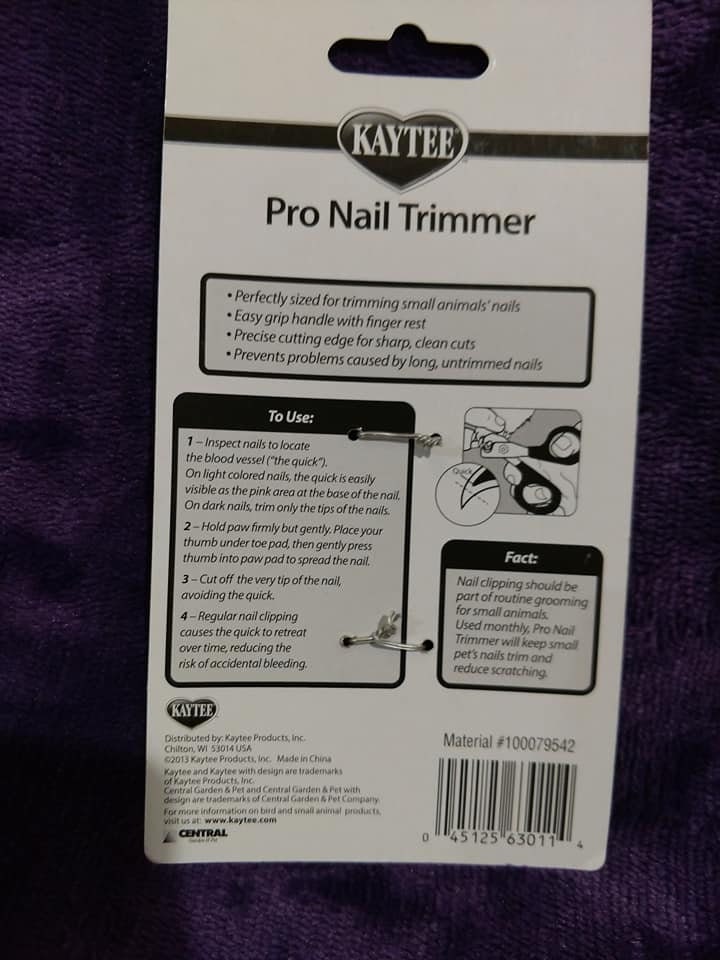 KAYTEE
Pro Nail Trimmer
• Perfectly sized for trimming small animals' nails
• Easy grip handle with finger rest
• Precise cutting edge for sharp, clean cuts
• Prevents problems caused by long, untrimmed nails
To Use:
1 – Inspect nails to locate
the blood vessel ("the quick").
On light colored nails, the quick is easily
visible as the pink area at the base of the nail.
On dark nails, trim only the tips of the nails.
2 – Hold paw firmly but gently. Place your
thumb under toe pad, then gently press
thumb into paw pad to spread the nail.
3 – Cut off the very tip of the nail,
avoiding the quick.
4 – Regular nail clipping
causes the quick to retreat
over time, reducing the
risk of accidental bleeding.
Quick
Fact:
Nail clipping should be
part of routine grooming
for small animals.
Used monthly, Pro Nail
Trimmer will keep small
pet's nails trim and
reduce scratching.
KAYTEE
Distributed by: Kaytee Products, Inc.
Chilton, WI 53014 USA
©2013 Kaytee Products, Inc. Made in China
Kaytee and Kaytee with design are trademarks
of Kaytee Products, Inc.
Central Garden & Pet and Central Garden & Pet with
design are trademarks of Central Garden & Pet Company.
For more information on bird and small animal products,
visit us at: www.kaytee.com
CENTRAL
Garden & Pet
Material #100079542
0 45125 63011 4